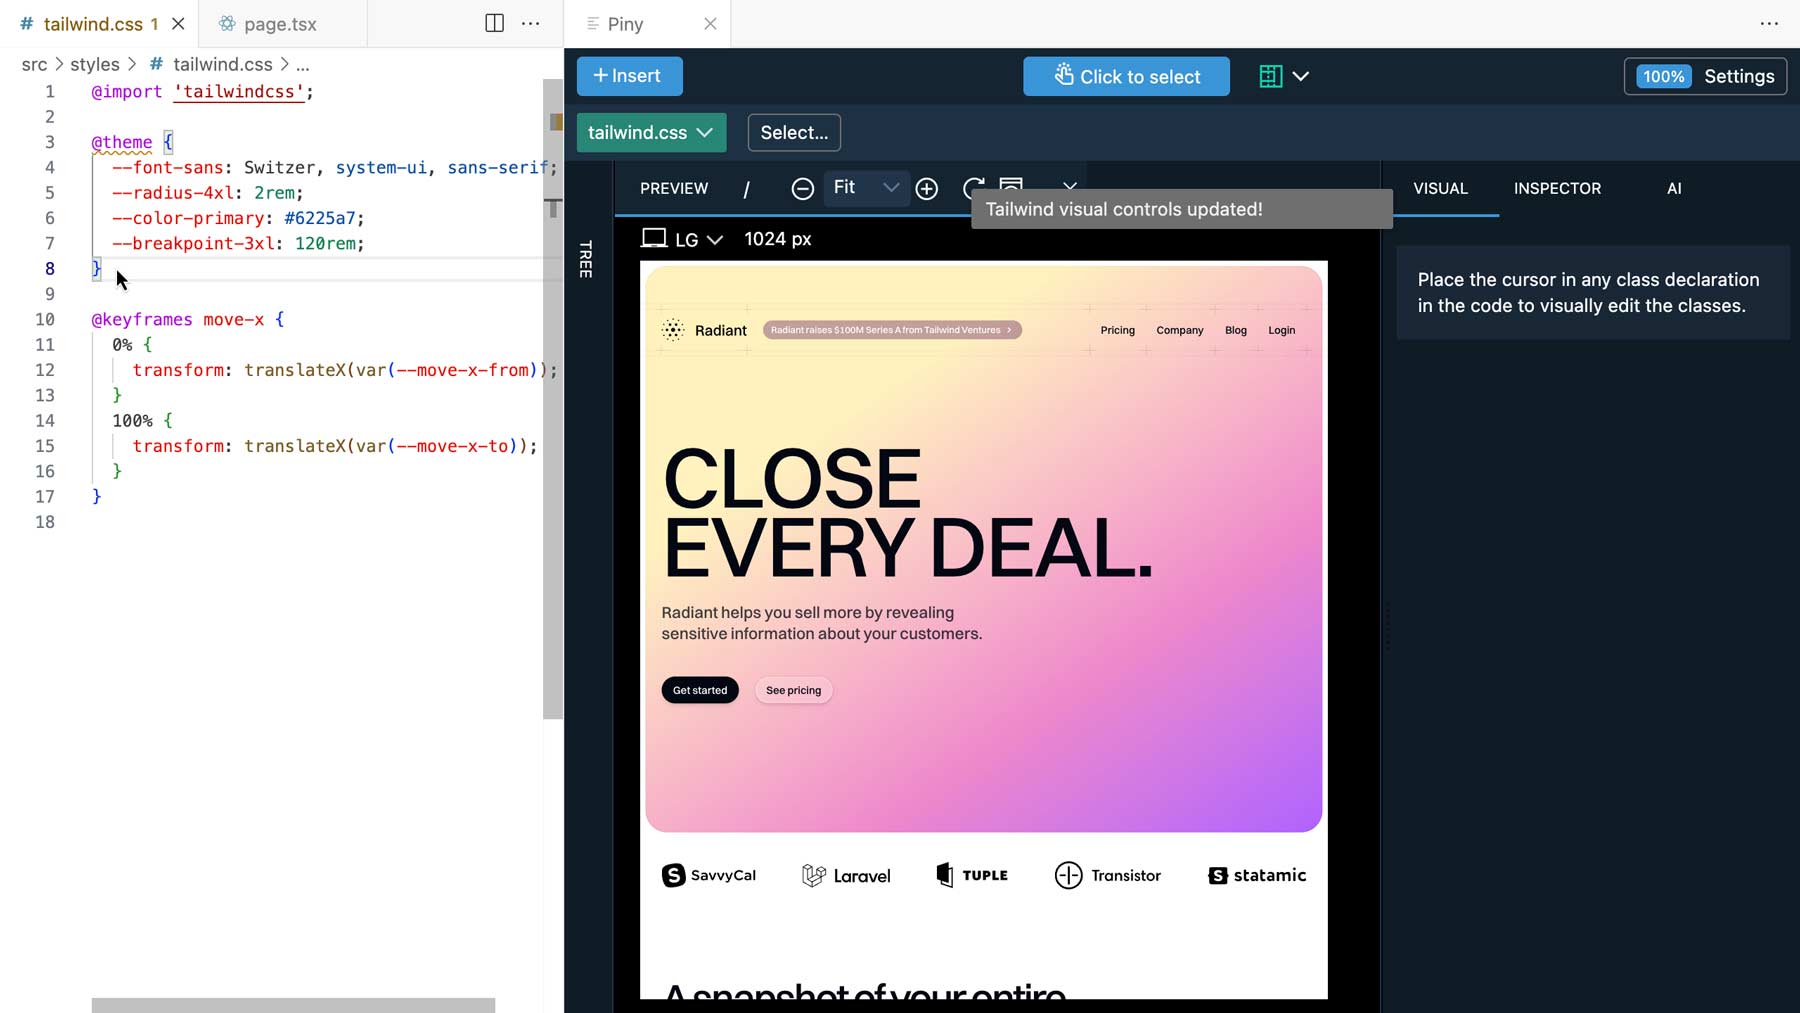 # tailwind.css 1
page.tsx
src > styles > # tailwind.css > ...
1 @import 'tailwindcss';
2
3 @theme {
4 --font-sans: Switzer, system-ui, sans-serif;
5 --radius-4xl: 2rem;
6 --color-primary: #6225a7;
7 --breakpoint-3xl: 120rem;
8 }
9
10 @keyframes move-x {
11 0% {
12 transform: translateX(var(--move-x-from));
13 }
14 100% {
15 transform: translateX(var(--move-x-to));
16 }
17 }
18
Piny
+ Insert
Click to select
100% Settings
tailwind.css
Select...
TREE
PREVIEW /
Fit
Tailwind visual controls updated!
LG 1024 px
Radiant
Radiant raises $100M Series A from Tailwind Ventures
Pricing
Company
Blog
Login
CLOSE
EVERY DEAL.
Radiant helps you sell more by revealing
sensitive information about your customers.
Get started
See pricing
SavvyCal
Laravel
TUPLE
Transistor
statamic
A snapshot of your entire
VISUAL
INSPECTOR
AI
Place the cursor in any class declaration
in the code to visually edit the classes.